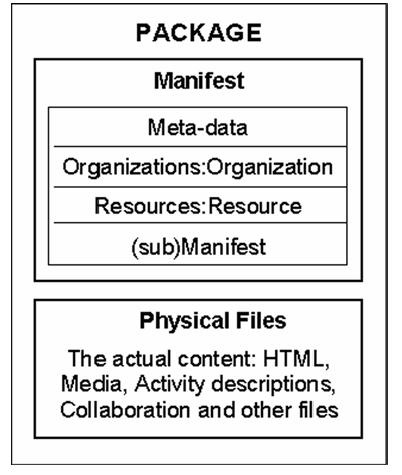 PACKAGE
Manifest
Meta-data
Organizations:Organization
Resources:Resource
(sub)Manifest
Physical Files
The actual content: HTML,
Media, Activity descriptions,
Collaboration and other files